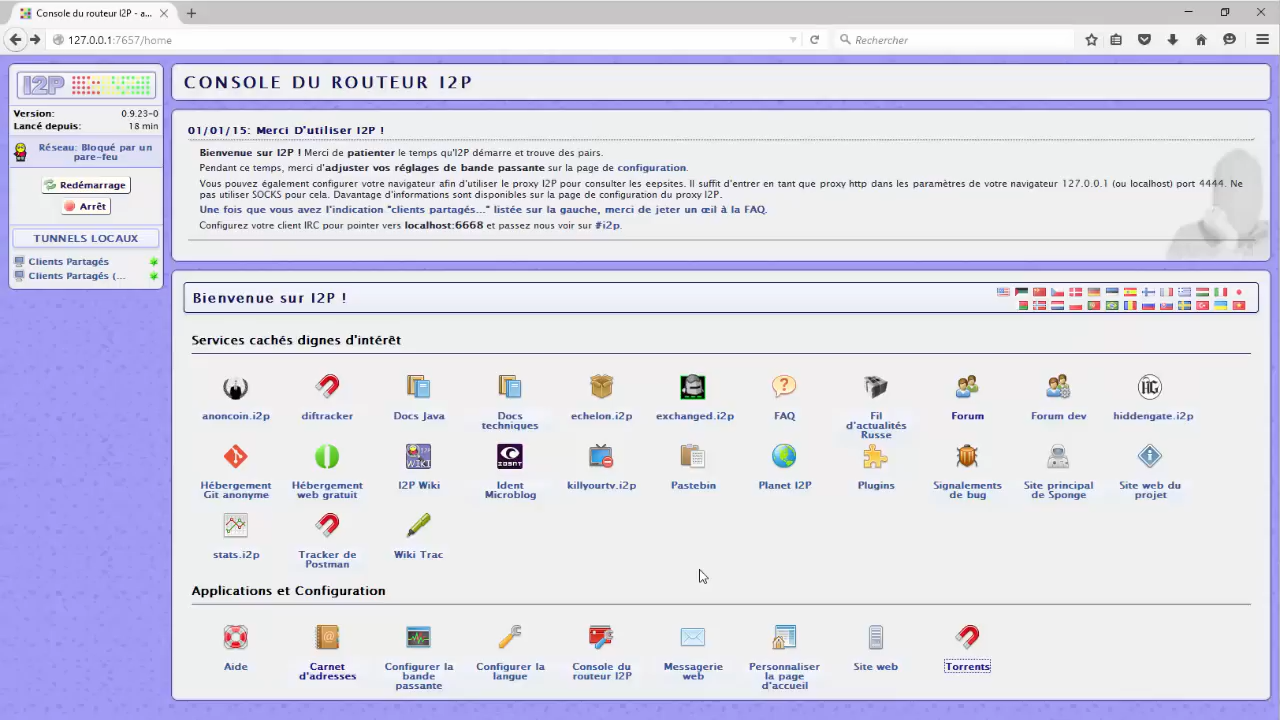 Console du routeur I2P - a...
127.0.0.1:7657/home
Rechercher
I2P
Version: 0.9.23-0
Lancé depuis: 18 min
Réseau: Bloqué par un
pare-feu
Redémarrage
Arrêt
TUNNELS LOCAUX
Clients Partagés
Clients Partagés (...
CONSOLE DU ROUTEUR I2P
01/01/15: Merci D'utiliser I2P !
Bienvenue sur I2P ! Merci de patienter le temps qu'I2P démarre et trouve des pairs.
Pendant ce temps, merci d'adjuster vos réglages de bande passante sur la page de configuration.
Vous pouvez également configurer votre navigateur afin d'utiliser le proxy I2P pour consulter les eepsites. Il suffit d'entrer en tant que proxy http dans les paramètres de votre navigateur 127.0.0.1 (ou localhost) port 4444. Ne
pas utiliser SOCKS pour cela. Davantage d'informations sont disponibles sur la page de configuration du proxy I2P.
Une fois que vous avez l'indication "clients partagés..." listée sur la gauche, merci de jeter un œil à la FAQ.
Configurez votre client IRC pour pointer vers localhost:6668 et passez nous voir sur #i2p.
Bienvenue sur I2P !
Services cachés dignes d'intérêt
anoncoin.i2p
diftracker
Docs Java
Docs
techniques
echelon.i2p
exchanged.i2p
FAQ
Fil
d'actualités
Russe
Forum
Forum dev
hiddengate.i2p
Hébergement
Git anonyme
Hébergement
web gratuit
WIKI
I2P Wiki
Ident
Microblog
killyourtv.i2p
Pastebin
Planet I2P
Plugins
Signalements
de bug
Site principal
de Sponge
Site web du
projet
stats.i2p
Tracker de
Postman
Wiki Trac
Applications et Configuration
Aide
Carnet
d'adresses
Configurer la
bande
passante
Configurer la
langue
Console du
routeur I2P
Messagerie
web
Personnaliser
la page
d'accueil
Site web
Torrents